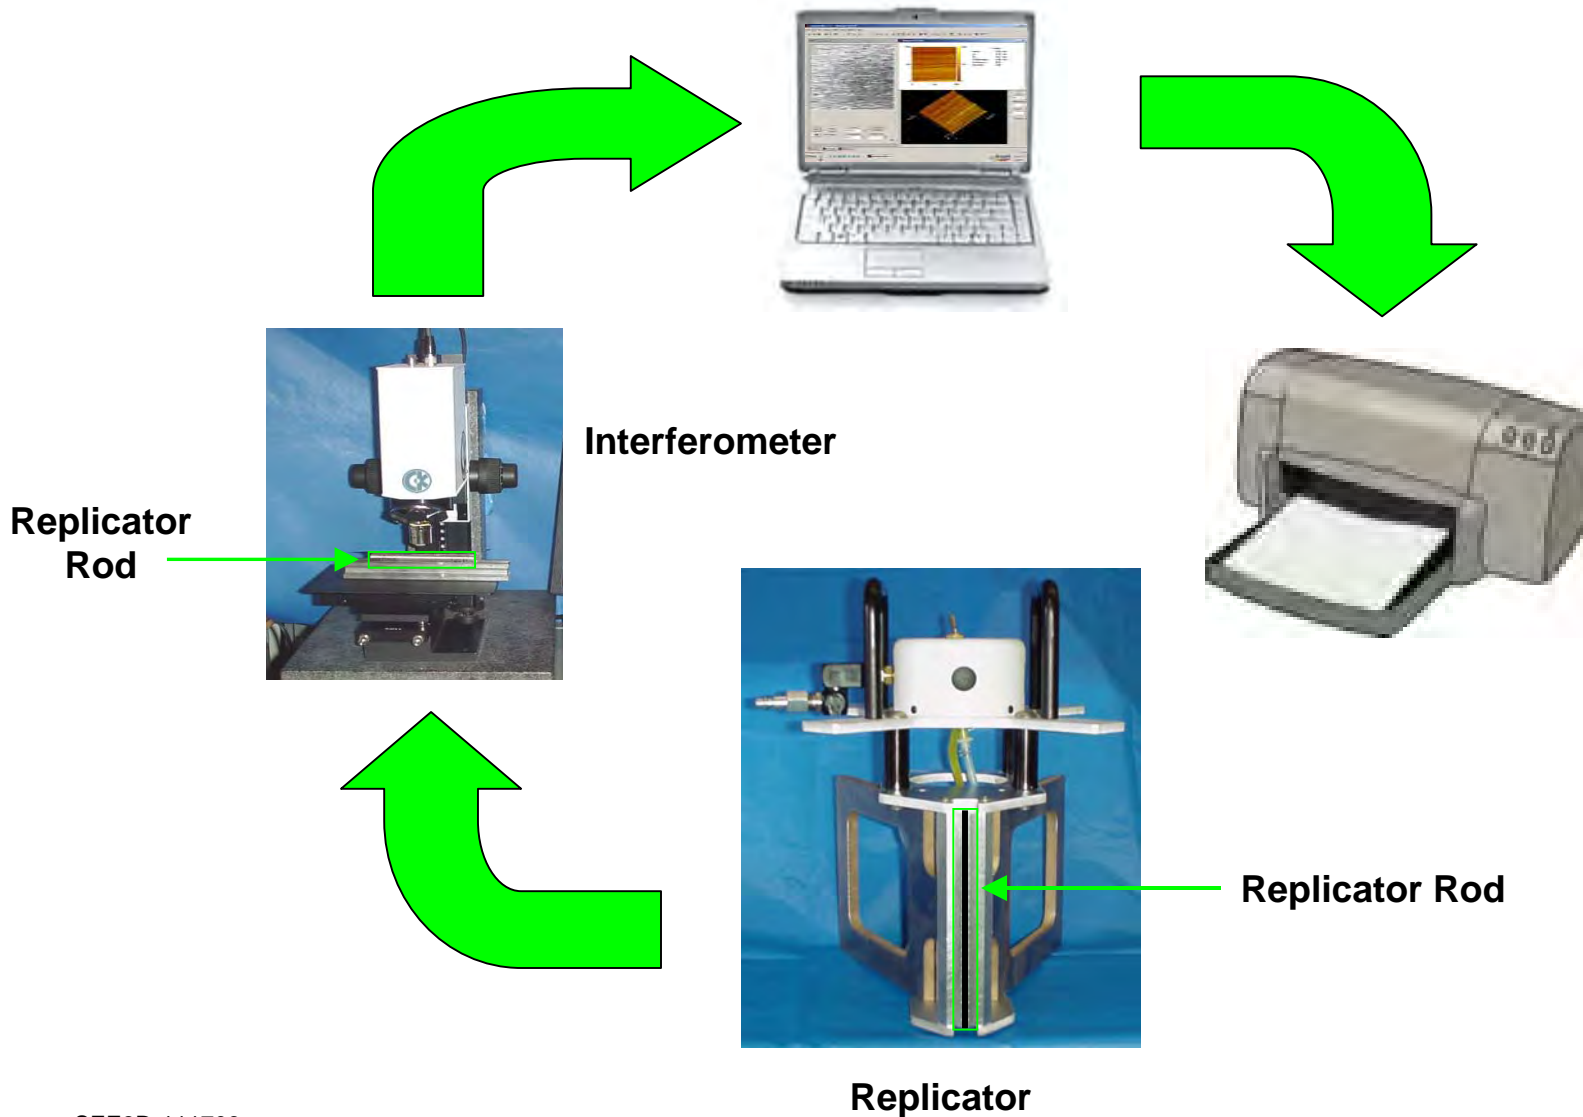 Interferometer
Replicator
Rod
Replicator Rod
Replicator